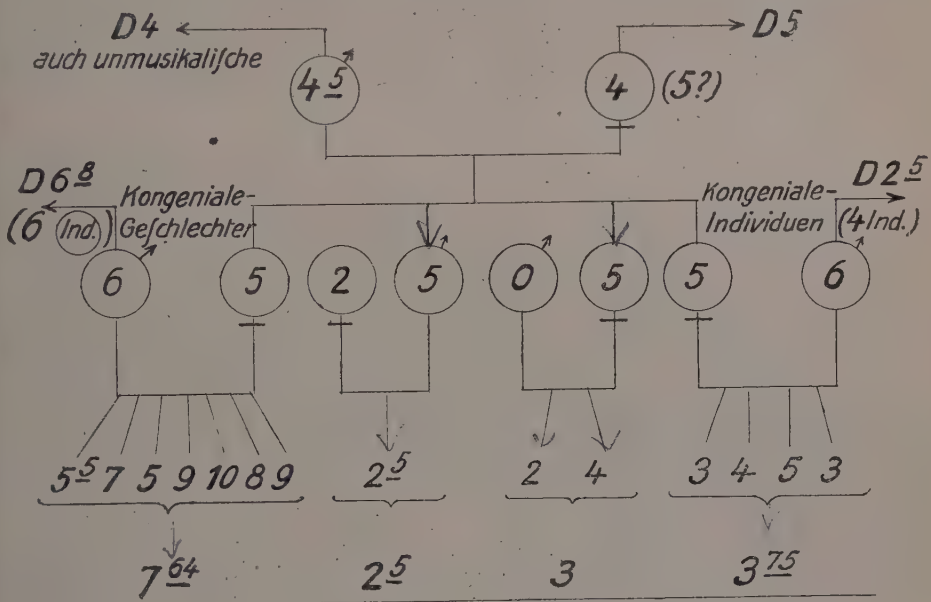 D4 D5
auch unmusikaliſche
4 5 4 (5?)
D6 8 Kongeniale- Kongeniale- D2 5
(6 Ind.) Geſchlechter Individuen (4 Ind.)
6 5 2 5 0 5 5 6
5 5 7 5 9 10 8 9 2 5 2 4 3 4 5 3
7 64 2 5 3 3 75